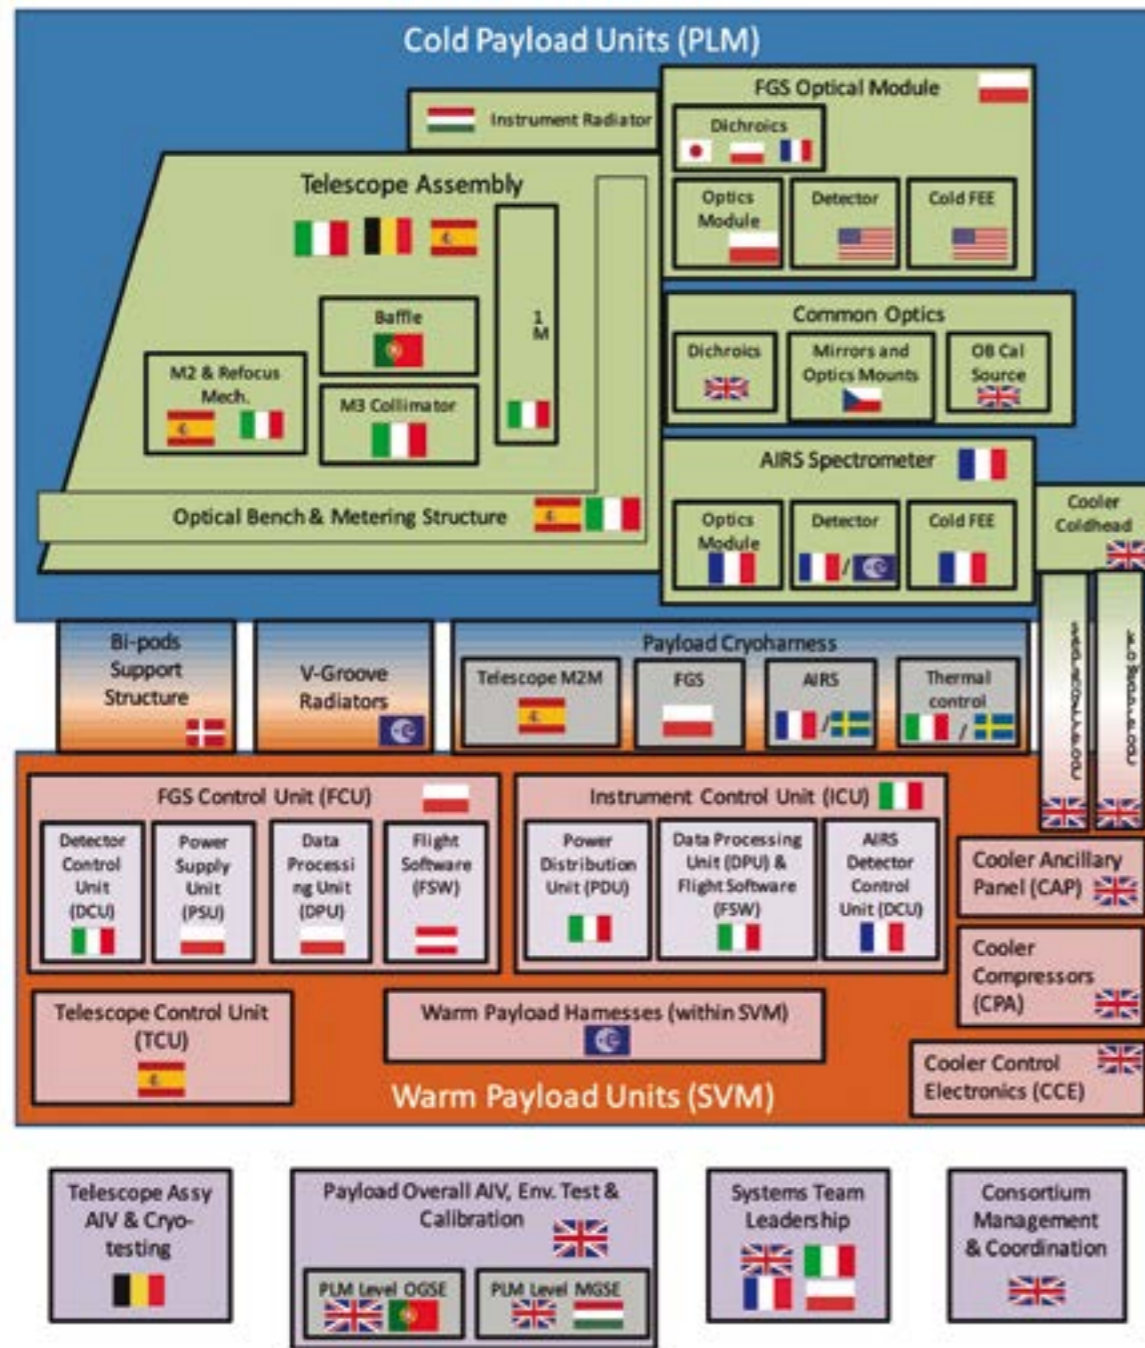 Cold Payload Units (PLM)
FGS Optical Module
Instrument Radiator
Dichroics
Telescope Assembly
Optics
Module
Detector
Cold FEE
Baffle
1
M
Common Optics
Dichroics
Mirrors and
Optics Mounts
OB Cal
Source
M2 & Refocus
Mech.
M3 Collimator
AIRS Spectrometer
Optical Bench & Metering Structure
Optics
Module
Detector
/
Cold FEE
Cooler
Coldhead
Bi-pods
Support
Structure
V-Groove
Radiators
Payload Cryoharness
Telescope M2M
FGS
AIRS
/
Thermal
control
/
FGS Control Unit (FCU)
Detector
Control
Unit
(DCU)
Power
Supply
Unit
(PSU)
Data
Processi
ng Unit
(DPU)
Flight
Software
(FSW)
Instrument Control Unit (ICU)
Power
Distribution
Unit (PDU)
Data Processing
Unit (DPU) &
Flight Software
(FSW)
AIRS
Detector
Control
Unit (DCU)
Cooler Ancillary
Panel (CAP)
Cooler
Compressors
(CPA)
Telescope Control Unit
(TCU)
Warm Payload Harnesses (within SVM)
Cooler Control
Electronics (CCE)
Warm Payload Units (SVM)
Telescope Assy
AIV & Cryo-
testing
Payload Overall AIV, Env. Test &
Calibration
PLM Level OGSE
PLM Level MGSE
Systems Team
Leadership
Consortium
Management
& Coordination